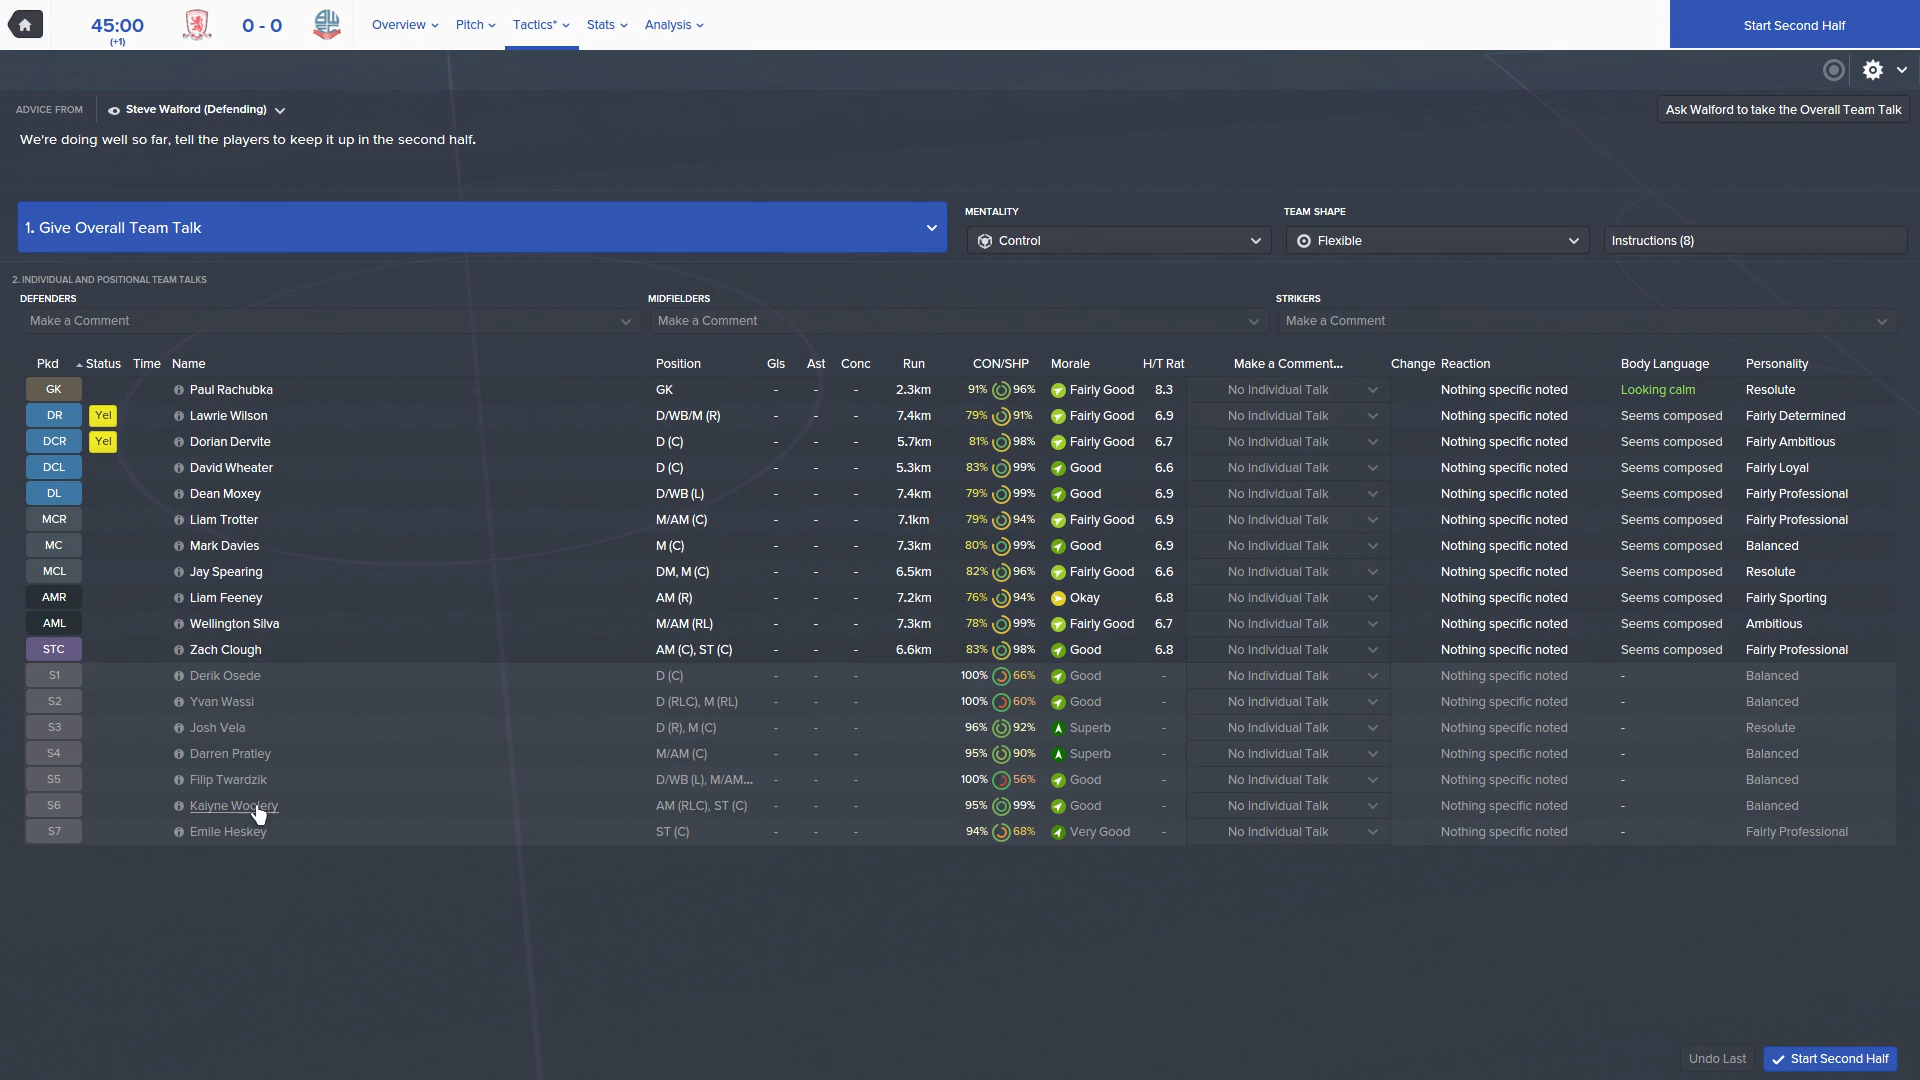 45:00 0 - 0 Overview Pitch Tactics* Stats Analysis Start Second Half
(+1)
ADVICE FROM Steve Walford (Defending) Ask Walford to take the Overall Team Talk
We're doing well so far, tell the players to keep it up in the second half.
MENTALITY TEAM SHAPE
1. Give Overall Team Talk Control Flexible Instructions (8)
2. INDIVIDUAL AND POSITIONAL TEAM TALKS
DEFENDERS MIDFIELDERS STRIKERS
Make a Comment Make a Comment Make a Comment
Pkd Status Time Name Position Gls Ast Conc Run CON/SHP Morale H/T Rat Make a Comment... Change Reaction Body Language Personality
GK Paul Rachubka GK - - - 2.3km 91% 96% Fairly Good 8.3 No Individual Talk Nothing specific noted Looking calm Resolute
DR Yel Lawrie Wilson D/WB/M (R) - - - 7.4km 79% 91% Fairly Good 6.9 No Individual Talk Nothing specific noted Seems composed Fairly Determined
DCR Yel Dorian Dervite D (C) - - - 5.7km 81% 98% Fairly Good 6.7 No Individual Talk Nothing specific noted Seems composed Fairly Ambitious
DCL David Wheater D (C) - - - 5.3km 83% 99% Good 6.6 No Individual Talk Nothing specific noted Seems composed Fairly Loyal
DL Dean Moxey D/WB (L) - - - 7.4km 79% 99% Good 6.9 No Individual Talk Nothing specific noted Seems composed Fairly Professional
MCR Liam Trotter M/AM (C) - - - 7.1km 79% 94% Fairly Good 6.9 No Individual Talk Nothing specific noted Seems composed Fairly Professional
MC Mark Davies M (C) - - - 7.3km 80% 99% Good 6.9 No Individual Talk Nothing specific noted Seems composed Balanced
MCL Jay Spearing DM, M (C) - - - 6.5km 82% 96% Fairly Good 6.6 No Individual Talk Nothing specific noted Seems composed Resolute
AMR Liam Feeney AM (R) - - - 7.2km 76% 94% Okay 6.8 No Individual Talk Nothing specific noted Seems composed Fairly Sporting
AML Wellington Silva M/AM (RL) - - - 7.3km 78% 99% Fairly Good 6.7 No Individual Talk Nothing specific noted Seems composed Ambitious
STC Zach Clough AM (C), ST (C) - - - 6.6km 83% 98% Good 6.8 No Individual Talk Nothing specific noted Seems composed Fairly Professional
S1 Derik Osede D (C) - - - 100% 66% Good - No Individual Talk Nothing specific noted - Balanced
S2 Yvan Wassi D (RLC), M (RL) - - - 100% 60% Good - No Individual Talk Nothing specific noted - Balanced
S3 Josh Vela D (R), M (C) - - - 96% 92% Superb - No Individual Talk Nothing specific noted - Resolute
S4 Darren Pratley M/AM (C) - - - 95% 90% Superb - No Individual Talk Nothing specific noted - Balanced
S5 Filip Twardzik D/WB (L), M/AM... - - - 100% 56% Good - No Individual Talk Nothing specific noted - Balanced
S6 Kaiyne Woolery AM (RLC), ST (C) - - - 95% 99% Good - No Individual Talk Nothing specific noted - Balanced
S7 Emile Heskey ST (C) - - - 94% 68% Very Good - No Individual Talk Nothing specific noted - Fairly Professional
Undo Last Start Second Half